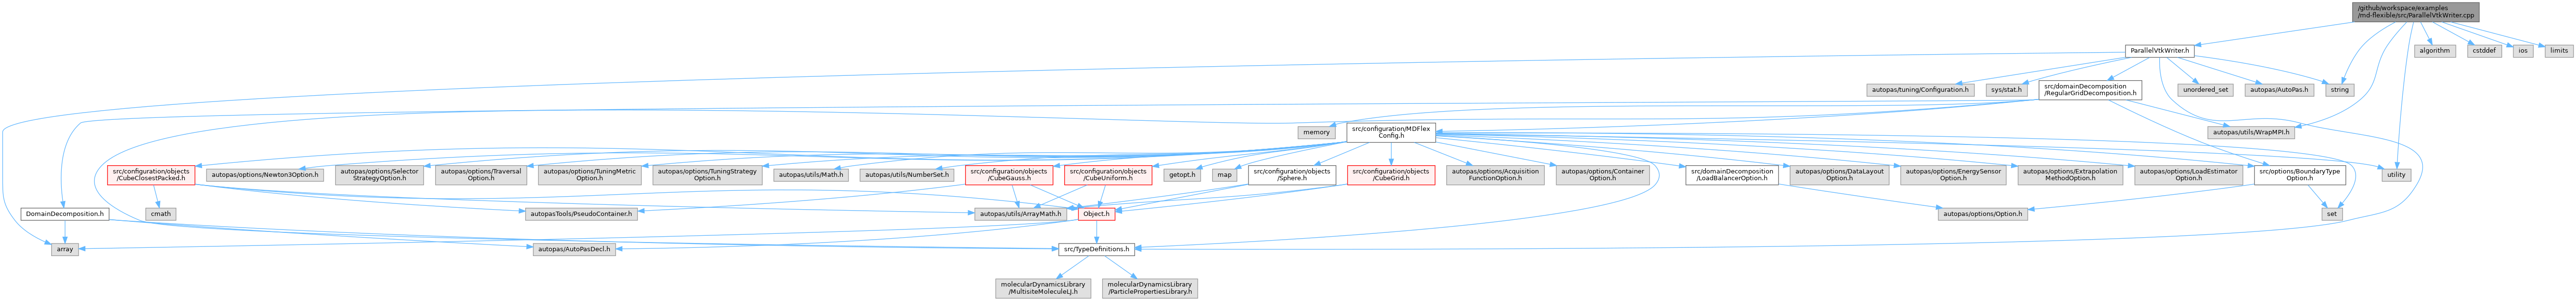 /github/workspace/examples
/md-flexible/src/ParallelVtkWriter.cpp
ParallelVtkWriter.h
algorithm
cstddef
ios
limits
autopas/tuning/Configuration.h
sys/stat.h
src/domainDecomposition
/RegularGridDecomposition.h
unordered_set
autopas/AutoPas.h
string
memory
src/configuration/MDFlex
Config.h
autopas/utils/WrapMPI.h
src/configuration/objects
/CubeClosestPacked.h
autopas/options/Newton3Option.h
autopas/options/Selector
StrategyOption.h
autopas/options/Traversal
Option.h
autopas/options/TuningMetric
Option.h
autopas/options/TuningStrategy
Option.h
autopas/utils/Math.h
autopas/utils/NumberSet.h
src/configuration/objects
/CubeGauss.h
src/configuration/objects
/CubeUniform.h
getopt.h
map
src/configuration/objects
/Sphere.h
src/configuration/objects
/CubeGrid.h
autopas/options/Acquisition
FunctionOption.h
autopas/options/Container
Option.h
src/domainDecomposition
/LoadBalancerOption.h
autopas/options/DataLayout
Option.h
autopas/options/EnergySensor
Option.h
autopas/options/Extrapolation
MethodOption.h
autopas/options/LoadEstimator
Option.h
src/options/BoundaryType
Option.h
utility
DomainDecomposition.h
cmath
autopasTools/PseudoContainer.h
autopas/utils/ArrayMath.h
Object.h
autopas/options/Option.h
set
array
autopas/AutoPasDecl.h
src/TypeDefinitions.h
molecularDynamicsLibrary
/MultisiteMoleculeLJ.h
molecularDynamicsLibrary
/ParticlePropertiesLibrary.h